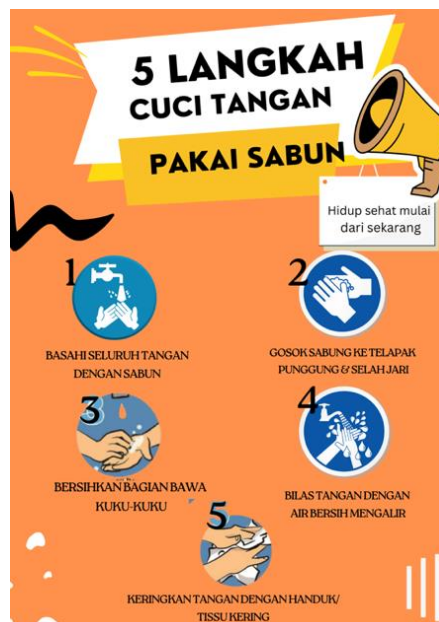 5 LANGKAH
CUCI TANGAN
PAKAI SABUN
Hidup sehat mulai
dari sekarang
1
BASAHI SELURUH TANGAN
DENGAN SABUN
2
GOSOK SABUNG KE TELAPAK
PUNGGUNG & SELAH JARI
3
BERSIHKAN BAGIAN BAWA
KUKU-KUKU
4
BILAS TANGAN DENGAN
AIR BERSIH MENGALIR
5
KERINGKAN TANGAN DENGAN HANDUK/
TISSU KERING